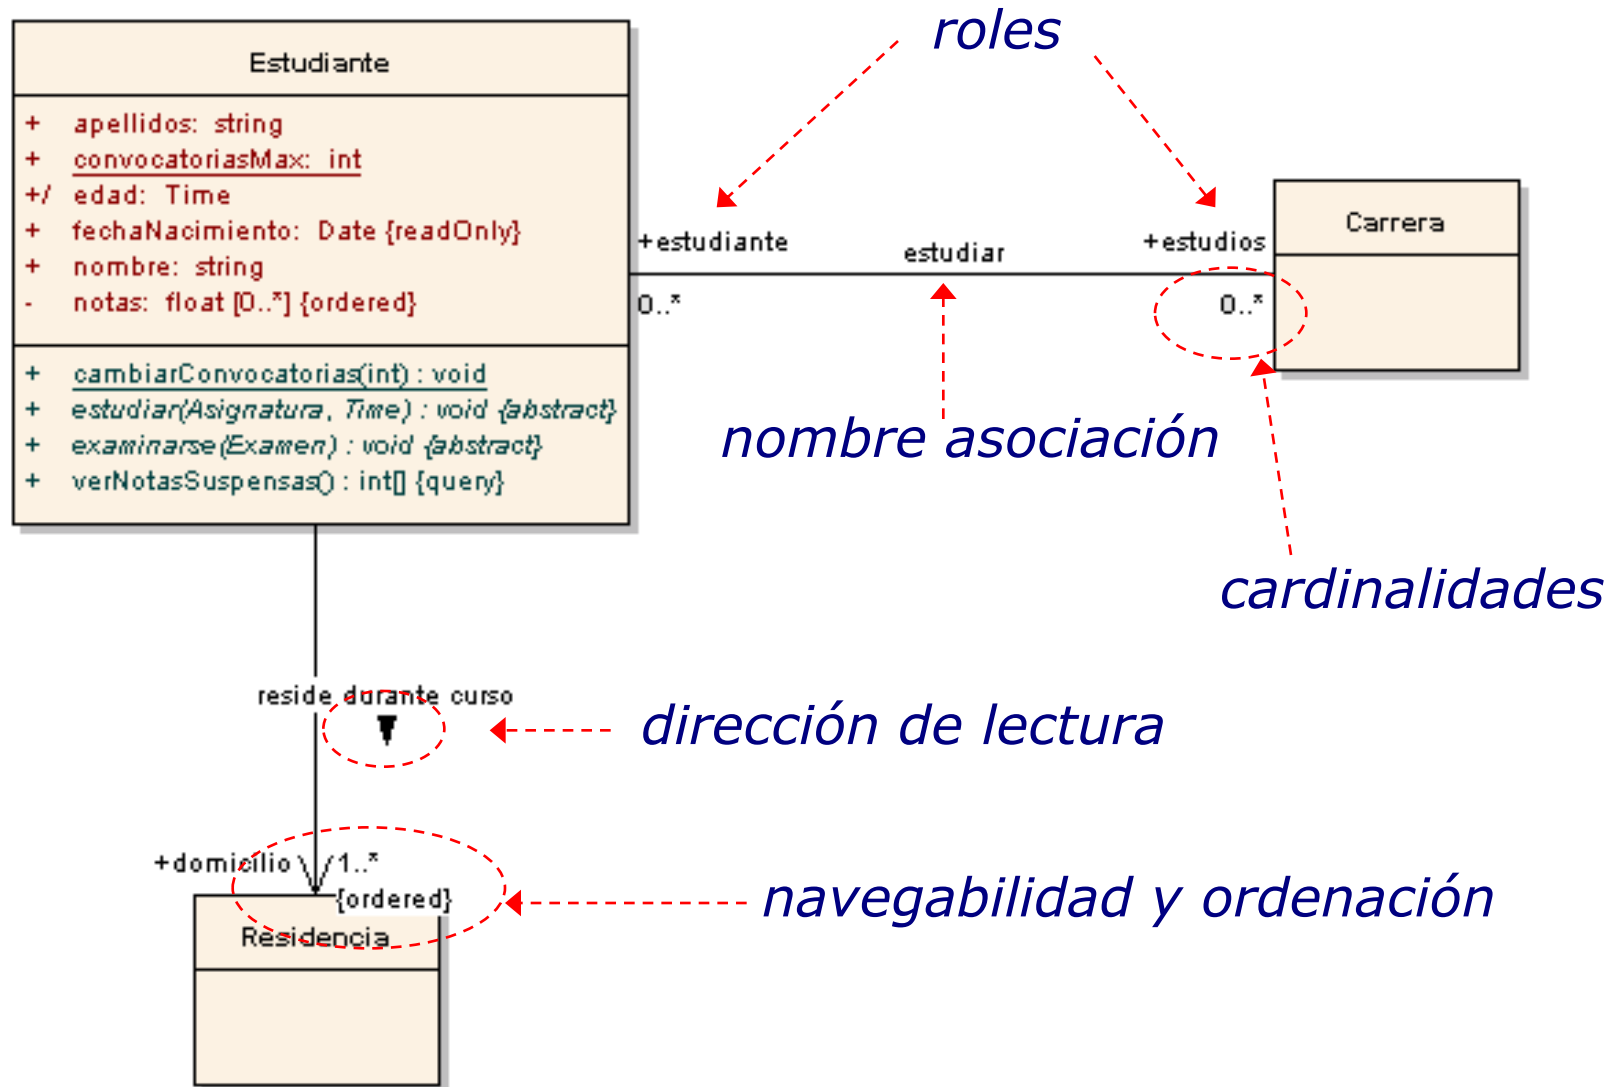 roles
Estudiante
+ apellidos: string
+ convocatoriasMax: int
+/ edad: Time
+ fechaNacimiento: Date {readOnly}
+ nombre: string
- notas: float [0..*] {ordered}
+ cambiarConvocatorias(int) : void
+ estudiar(Asignatura, Time) : void {abstract}
+ examinarse(Examen) : void {abstract}
+ verNotasSuspensas() : int[] {query}
+estudiante
estudiar
+estudios
0..*
0..*
Carrera
nombre asociación
cardinalidades
reside durante curso
dirección de lectura
+domicilio
1..*
{ordered}
navegabilidad y ordenación
Residencia